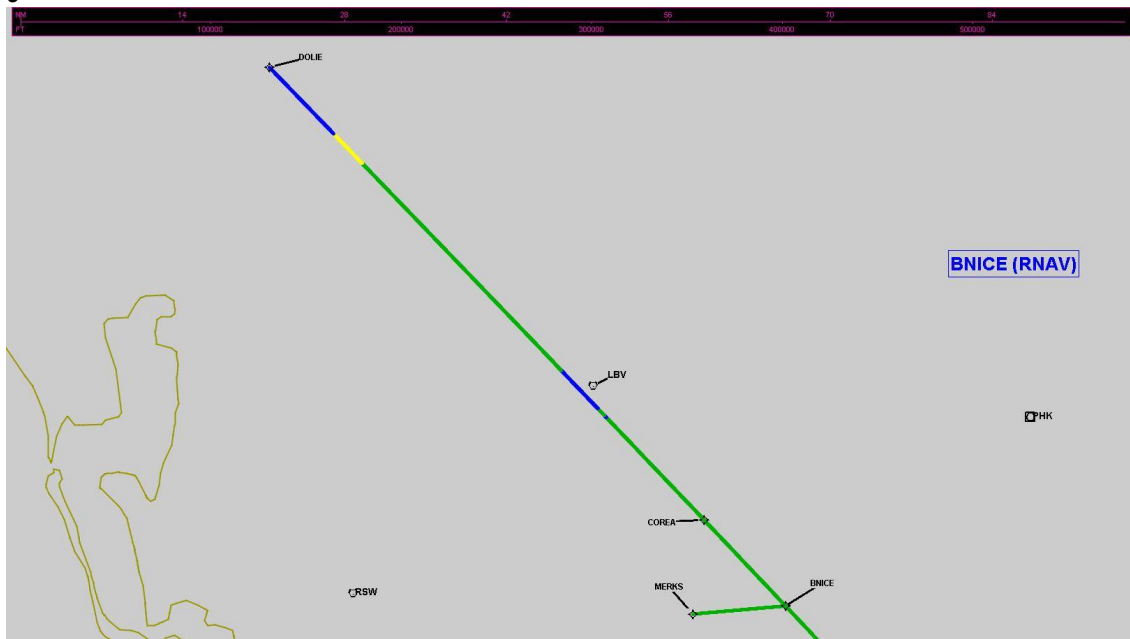 NM 14 28 42 56 70 84
FT 100000 200000 300000 400000 500000
DOLIE
BNICE (RNAV)
LBV
PHK
COREA
MERKS
BNICE
RSW